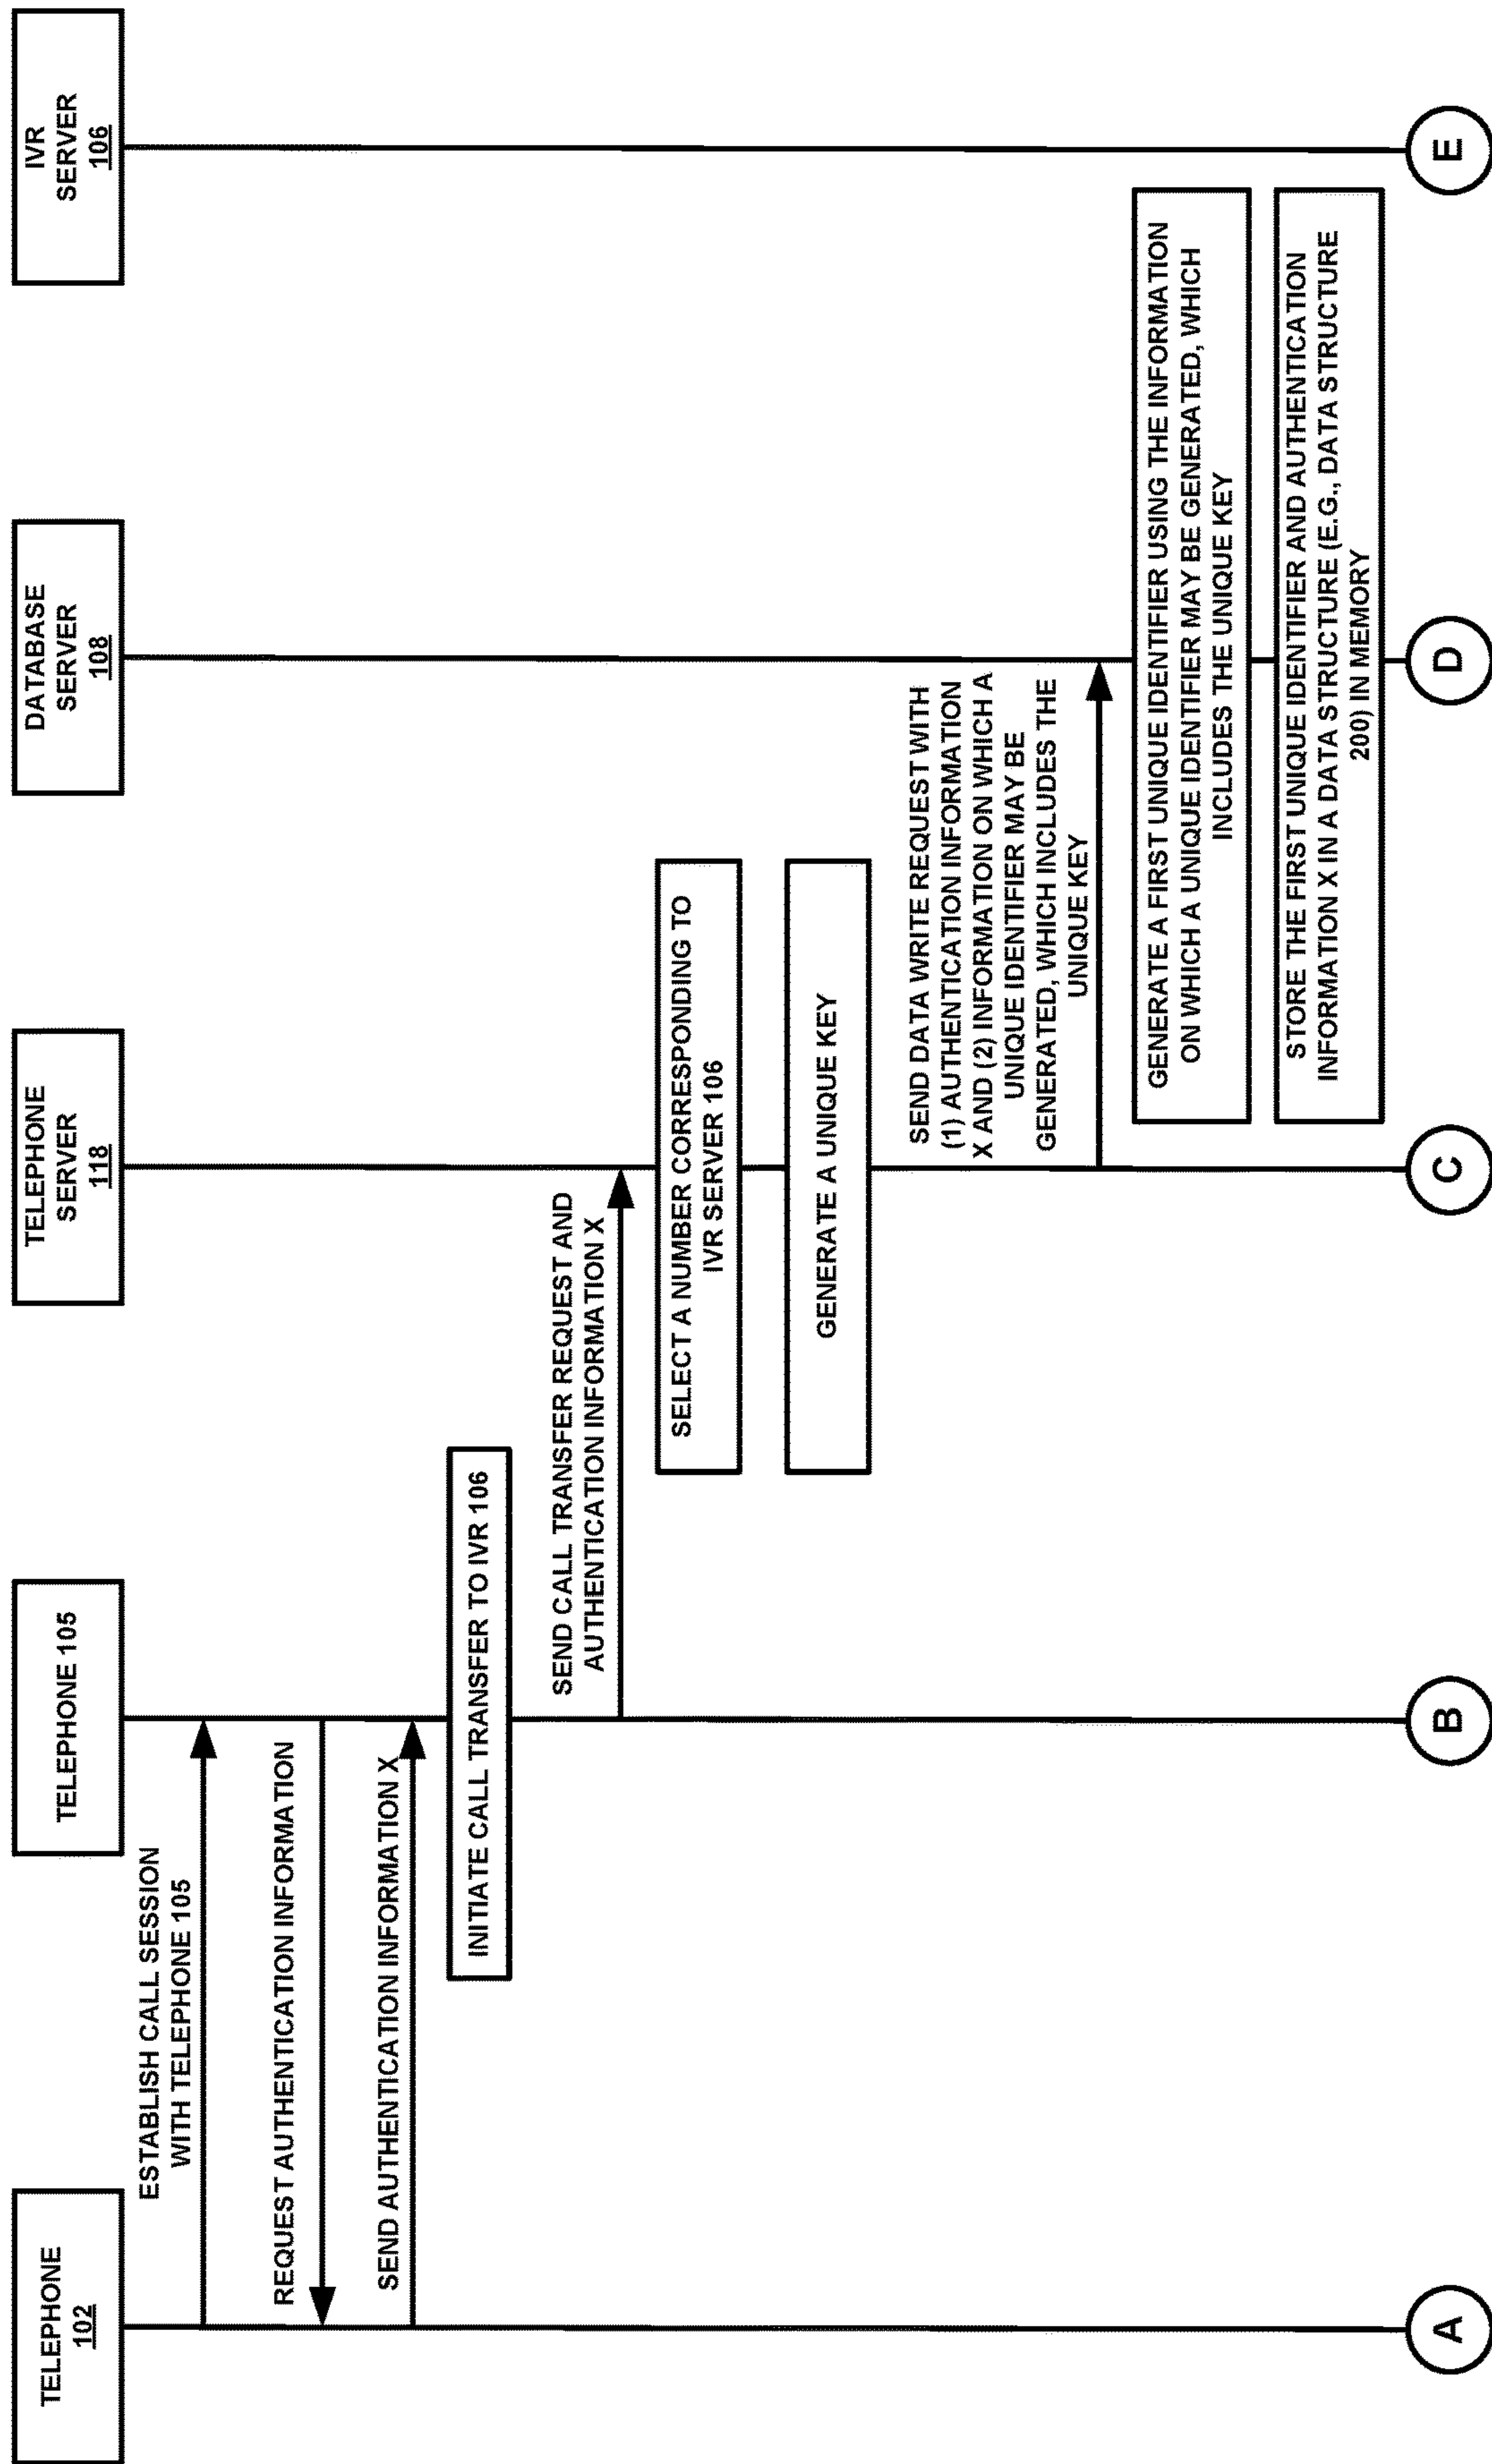 TELEPHONE
102
TELEPHONE 105
TELEPHONE
SERVER
118
DATABASE
SERVER
108
IVR
SERVER
106
ESTABLISH CALL SESSION
WITH TELEPHONE 105
REQUEST AUTHENTICATION INFORMATION
SEND AUTHENTICATION INFORMATION X
INITIATE CALL TRANSFER TO IVR 106
SEND CALL TRANSFER REQUEST AND
AUTHENTICATION INFORMATION X
SELECT A NUMBER CORRESPONDING TO
IVR SERVER 106
GENERATE A UNIQUE KEY
SEND DATA WRITE REQUEST WITH
(1) AUTHENTICATION INFORMATION
X AND (2) INFORMATION ON WHICH A
UNIQUE IDENTIFIER MAY BE
GENERATED, WHICH INCLUDES THE
UNIQUE KEY
GENERATE A FIRST UNIQUE IDENTIFIER USING THE INFORMATION
ON WHICH A UNIQUE IDENTIFIER MAY BE GENERATED, WHICH
INCLUDES THE UNIQUE KEY
STORE THE FIRST UNIQUE IDENTIFIER AND AUTHENTICATION
INFORMATION X IN A DATA STRUCTURE (E.G., DATA STRUCTURE
200) IN MEMORY
A
B
C
D
E